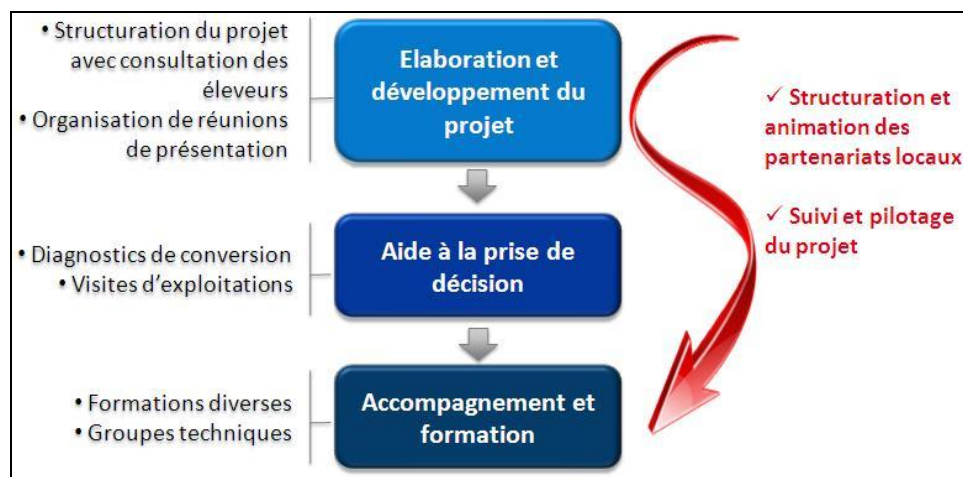 • Structuration du projet
avec consultation des
éleveurs
• Organisation de réunions
de présentation
Elaboration et
développement du
projet
✓ Structuration et
animation des
partenariats locaux
✓ Suivi et pilotage
du projet
• Diagnostics de conversion
• Visites d'exploitations
Aide à la prise de
décision
• Formations diverses
• Groupes techniques
Accompagnement et
formation